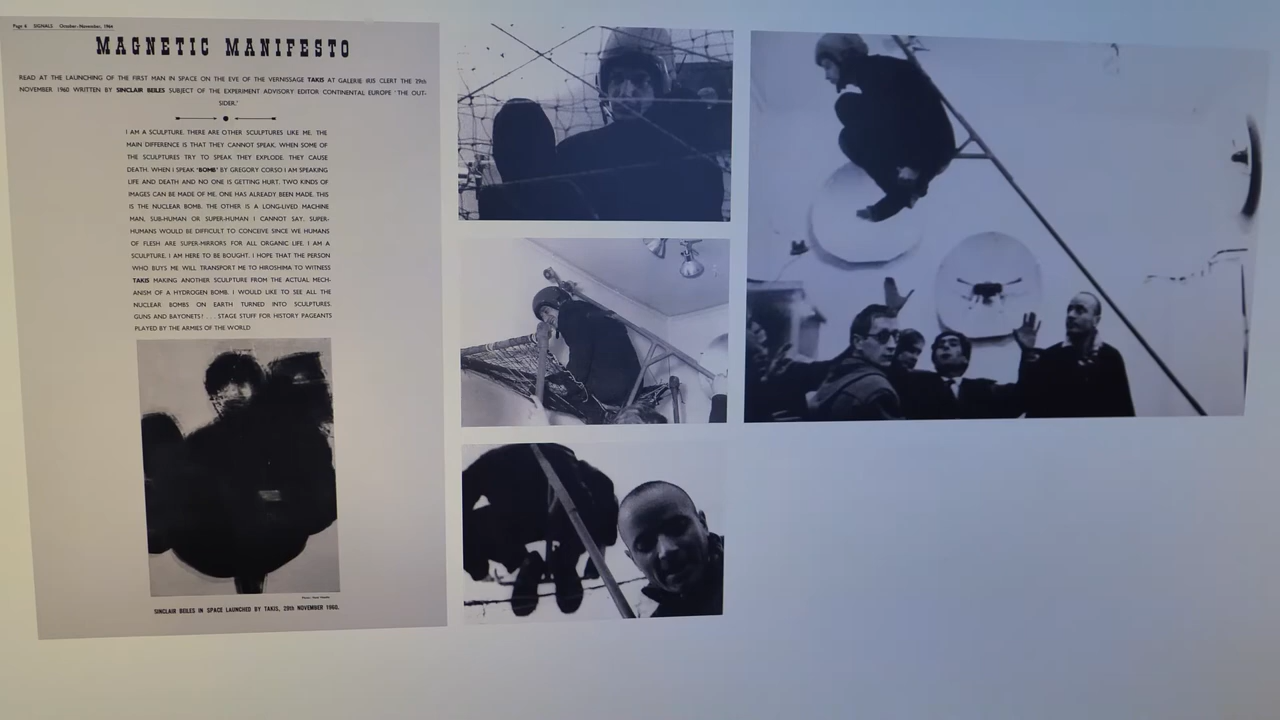 Page 6 SIGNALS October–November, 1964
MAGNETIC MANIFESTO
READ AT THE LAUNCHING OF THE FIRST MAN IN SPACE ON THE EVE OF THE VERNISSAGE TAKIS AT GALERIE IRIS CLERT THE 29th
NOVEMBER 1960 WRITTEN BY SINCLAIR BEILES SUBJECT OF THE EXPERIMENT ADVISORY EDITOR CONTINENTAL EUROPE 'THE OUT-
SIDER.'
I AM A SCULPTURE. THERE ARE OTHER SCULPTURES LIKE ME. THE
MAIN DIFFERENCE IS THAT THEY CANNOT SPEAK. WHEN SOME OF
THE SCULPTURES TRY TO SPEAK THEY EXPLODE. THEY CAUSE
DEATH. WHEN I SPEAK 'BOMB' BY GREGORY CORSO I AM SPEAKING
LIFE AND DEATH AND NO ONE IS GETTING HURT. TWO KINDS OF
IMAGES CAN BE MADE OF ME. ONE HAS ALREADY BEEN MADE. THIS
IS THE NUCLEAR BOMB. THE OTHER IS A LONG-LIVED MACHINE
MAN, SUB-HUMAN OR SUPER-HUMAN I CANNOT SAY. SUPER-
HUMANS WOULD BE DIFFICULT TO CONCEIVE SINCE WE HUMANS
OF FLESH ARE SUPER-MIRRORS FOR ALL ORGANIC LIFE. I AM A
SCULPTURE. I AM HERE TO BE BOUGHT. I HOPE THAT THE PERSON
WHO BUYS ME WILL TRANSPORT ME TO HIROSHIMA TO WITNESS
TAKIS MAKING ANOTHER SCULPTURE FROM THE ACTUAL MECH-
ANISM OF A HYDROGEN BOMB. I WOULD LIKE TO SEE ALL THE
NUCLEAR BOMBS ON EARTH TURNED INTO SCULPTURES.
GUNS AND BAYONETS? . . . STAGE STUFF FOR HISTORY PAGEANTS
PLAYED BY THE ARMIES OF THE WORLD
SINCLAIR BEILES IN SPACE LAUNCHED BY TAKIS, 29th NOVEMBER 1960.